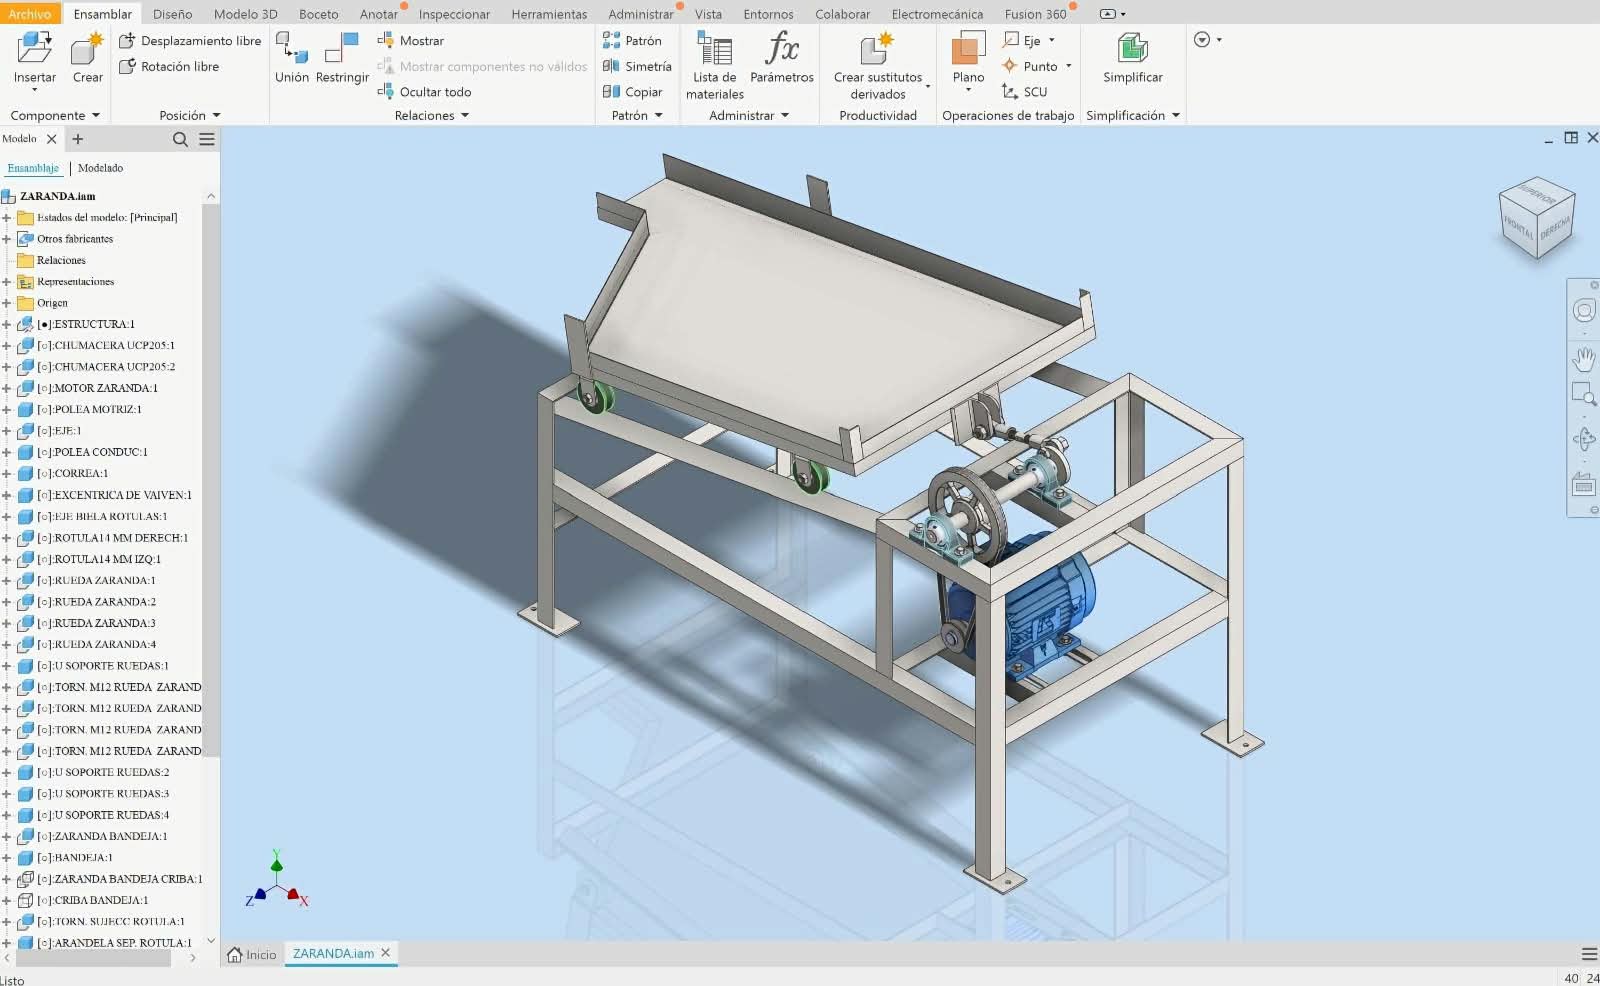 Archivo Ensamblar Diseño Modelo 3D Boceto Anotar Inspeccionar Herramientas Administrar Vista Entornos Colaborar Electromecánica Fusion 360
Insertar
Crear
Desplazamiento libre
Rotación libre
Unión
Restringir
Mostrar
Mostrar componentes no válidos
Ocultar todo
Patrón
Simetría
Copiar
Lista de
materiales
fx
Parámetros
Crear sustitutos
derivados
Plano
Eje
Punto
SCU
Simplificar
Componente Posición Relaciones Patrón Administrar Productividad Operaciones de trabajo Simplificación
Modelo
Ensamblaje | Modelado
ZARANDA.iam
Estados del modelo: [Principal]
Otros fabricantes
Relaciones
Representaciones
Origen
[●]:ESTRUCTURA:1
[○]:CHUMACERA UCP205:1
[○]:CHUMACERA UCP205:2
[○]:MOTOR ZARANDA:1
[○]:POLEA MOTRIZ:1
[○]:EJE:1
[○]:POLEA CONDUC:1
[○]:CORREA:1
[○]:EXCENTRICA DE VAIVEN:1
[○]:EJE BIELA ROTULAS:1
[○]:ROTULA14 MM DERECH:1
[○]:ROTULA14 MM IZQ:1
[○]:RUEDA ZARANDA:1
[○]:RUEDA ZARANDA:2
[○]:RUEDA ZARANDA:3
[○]:RUEDA ZARANDA:4
[○]:U SOPORTE RUEDAS:1
[○]:TORN. M12 RUEDA ZARAND
[○]:TORN. M12 RUEDA ZARAND
[○]:TORN. M12 RUEDA ZARAND
[○]:TORN. M12 RUEDA ZARAND
[○]:U SOPORTE RUEDAS:2
[○]:U SOPORTE RUEDAS:3
[○]:U SOPORTE RUEDAS:4
[○]:ZARANDA BANDEJA:1
[○]:BANDEJA:1
[○]:ZARANDA BANDEJA CRIBA:1
[○]:CRIBA BANDEJA:1
[○]:TORN. SUJECC ROTULA:1
[○]:ARANDELA SEP. ROTULA:1
SUPERIOR
FRONTAL
DERECHA
Y
Z
X
Inicio
ZARANDA.iam
Listo
40 24